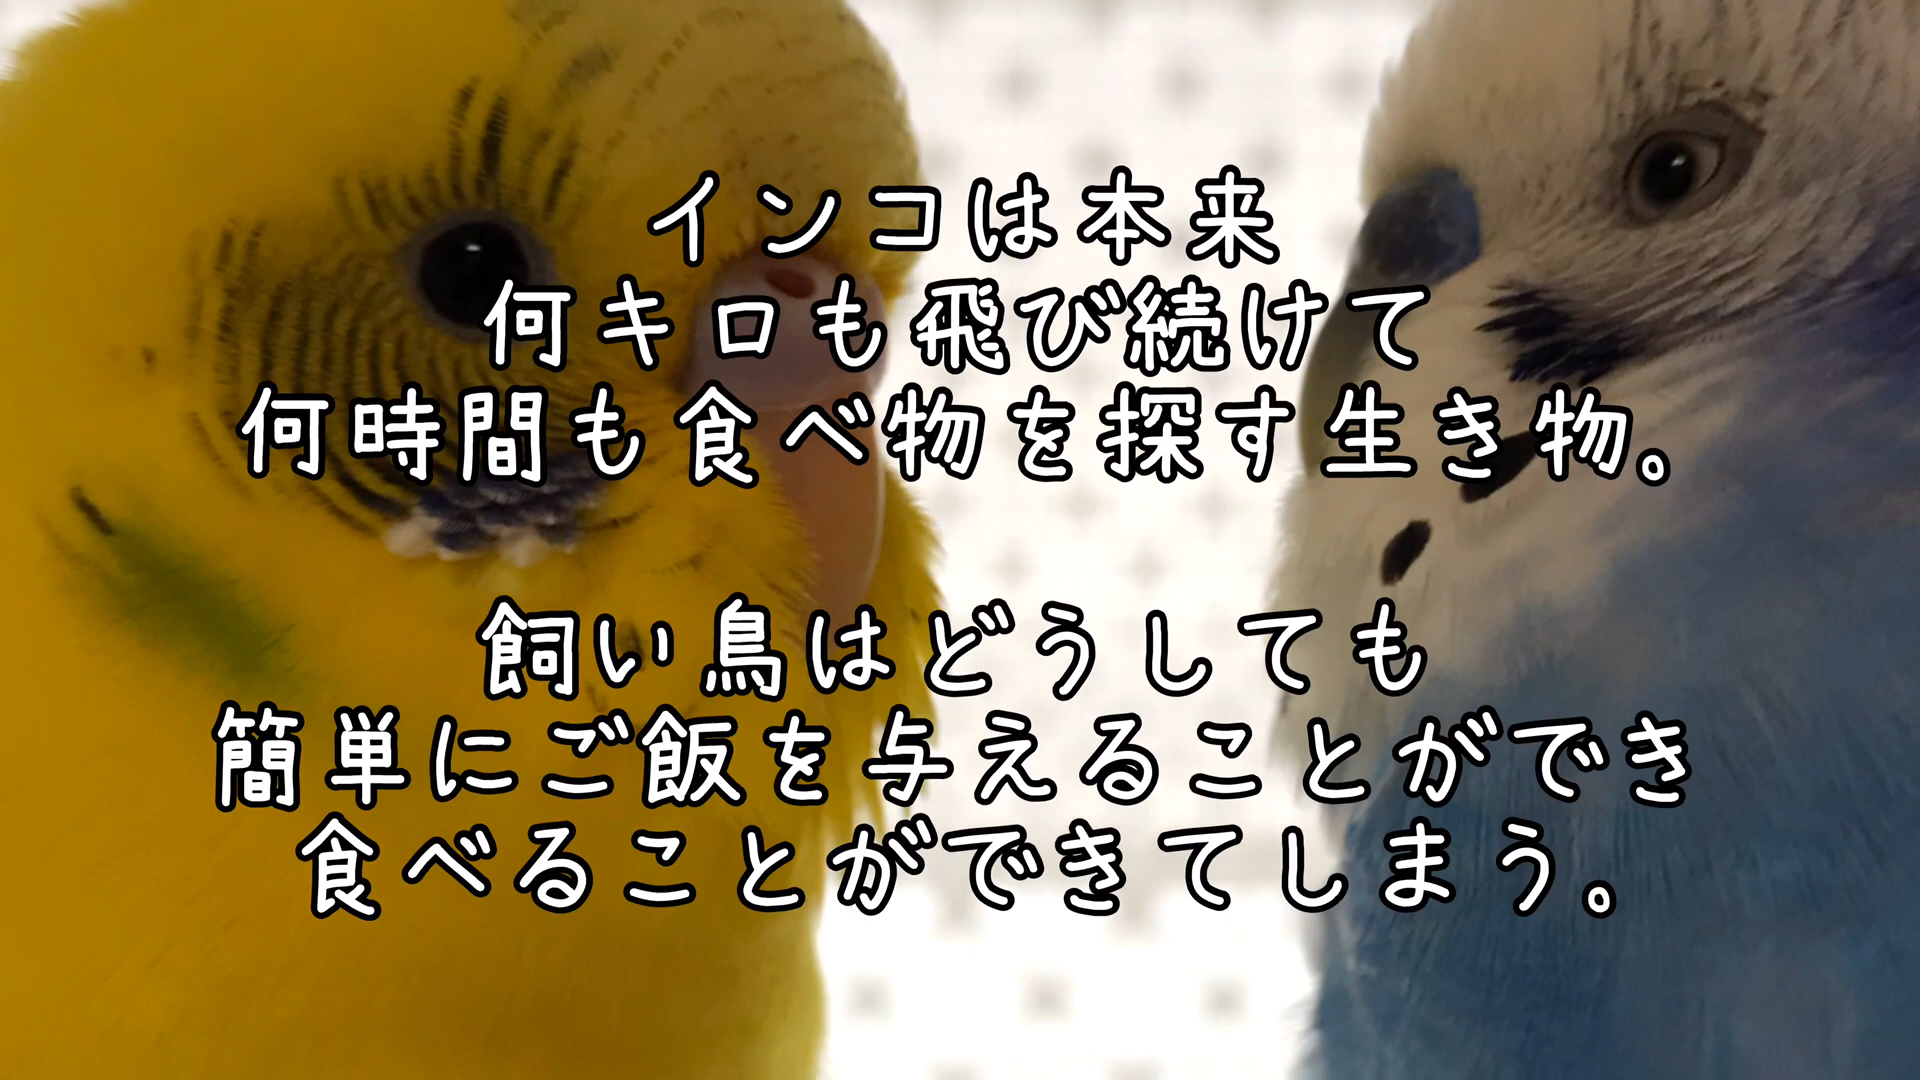 インコは本来
何キロも飛び続けて
何時間も食べ物を探す生き物。
飼い鳥はどうしても
簡単にご飯を与えることができ
食べることができてしまう。